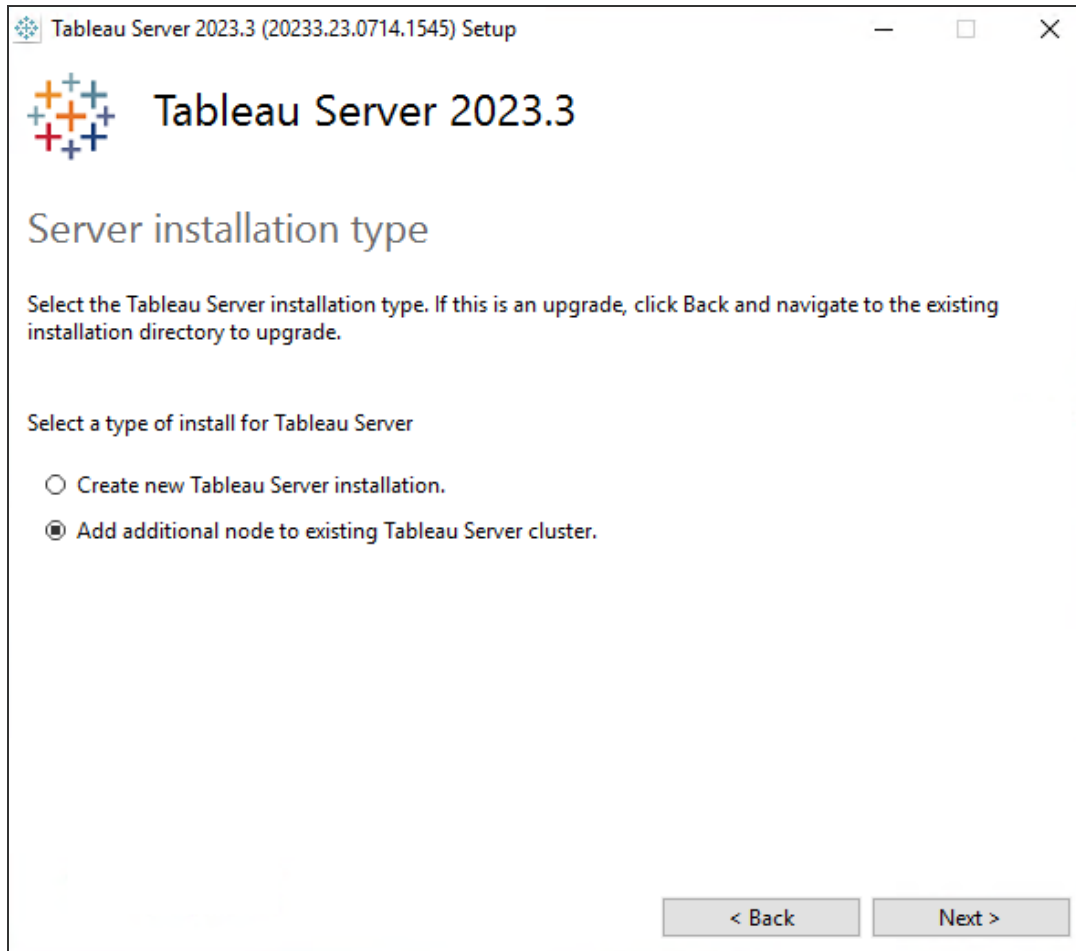 Tableau Server 2023.3 (20233.23.0714.1545) Setup
Tableau Server 2023.3
Server installation type
Select the Tableau Server installation type. If this is an upgrade, click Back and navigate to the existing
installation directory to upgrade.
Select a type of install for Tableau Server
Create new Tableau Server installation.
Add additional node to existing Tableau Server cluster.
< Back
Next >